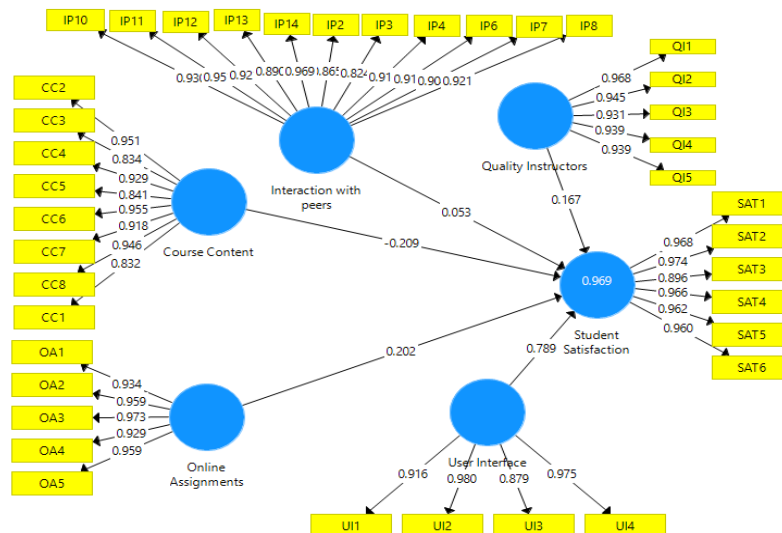 IP10 IP11 IP12 IP13 IP14 IP2 IP3 IP4 IP6 IP7 IP8
0.969 0.921
Interaction with
peers
QI1
QI2
QI3
QI4
QI5
0.968
0.945
0.931
0.939
0.939
Quality Instructors
CC2
CC3
CC4
CC5
CC6
CC7
CC8
CC1
0.951
0.834
0.929
0.841
0.955
0.918
0.946
0.832
Course Content
0.053
0.167
-0.209
0.202
0.789
SAT1
SAT2
SAT3
SAT4
SAT5
SAT6
0.968
0.974
0.896
0.966
0.962
0.960
0.969
Student
Satisfaction
OA1
OA2
OA3
OA4
OA5
0.934
0.959
0.973
0.929
0.959
Online
Assignments
User Interface
0.916 0.980 0.879 0.975
UI1 UI2 UI3 UI4